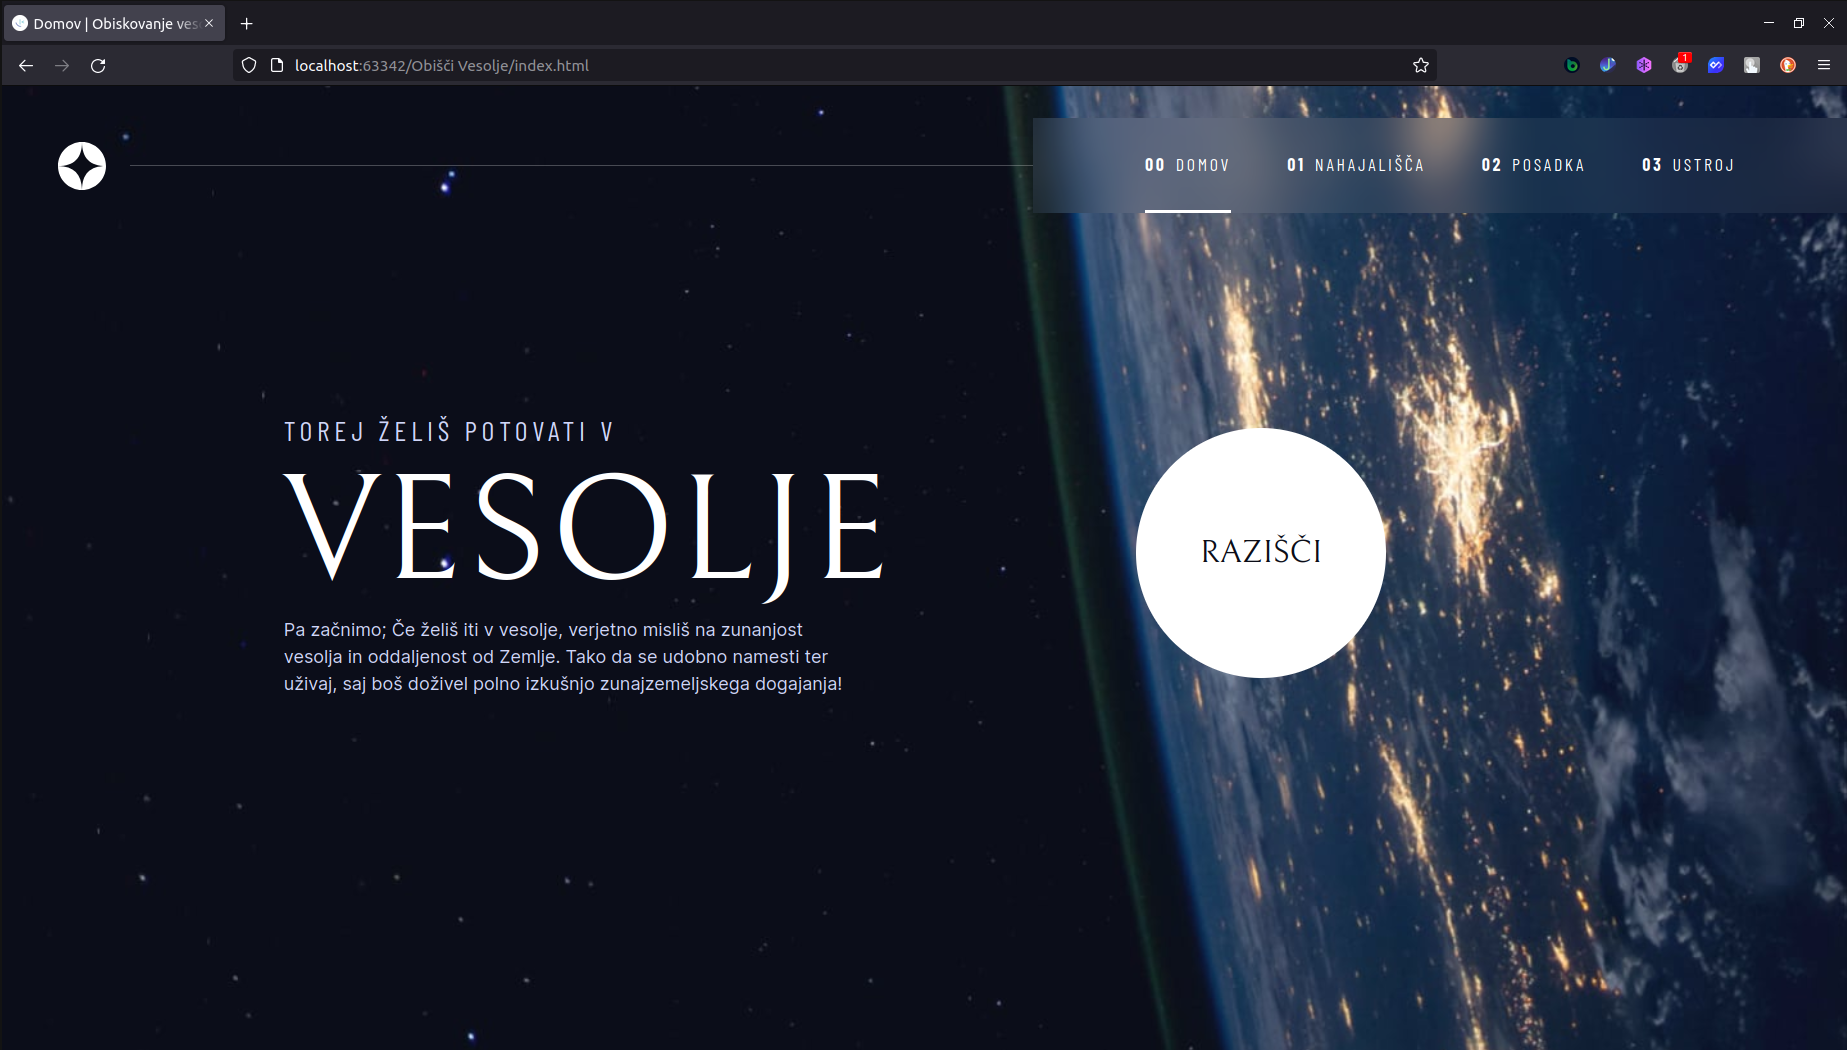 Domov | Obiskovanje ves
localhost:63342/Obišči Vesolje/index.html
1
00 DOMOV 01 NAHAJALIŠČA 02 POSADKA 03 USTROJ
TOREJ ŽELIŠ POTOVATI V
VESOLJE
Pa začnimo; Če želiš iti v vesolje, verjetno misliš na zunanjost
vesolja in oddaljenost od Zemlje. Tako da se udobno namesti ter
uživaj, saj boš doživel polno izkušnjo zunajzemeljskega dogajanja!
RAZIŠČI